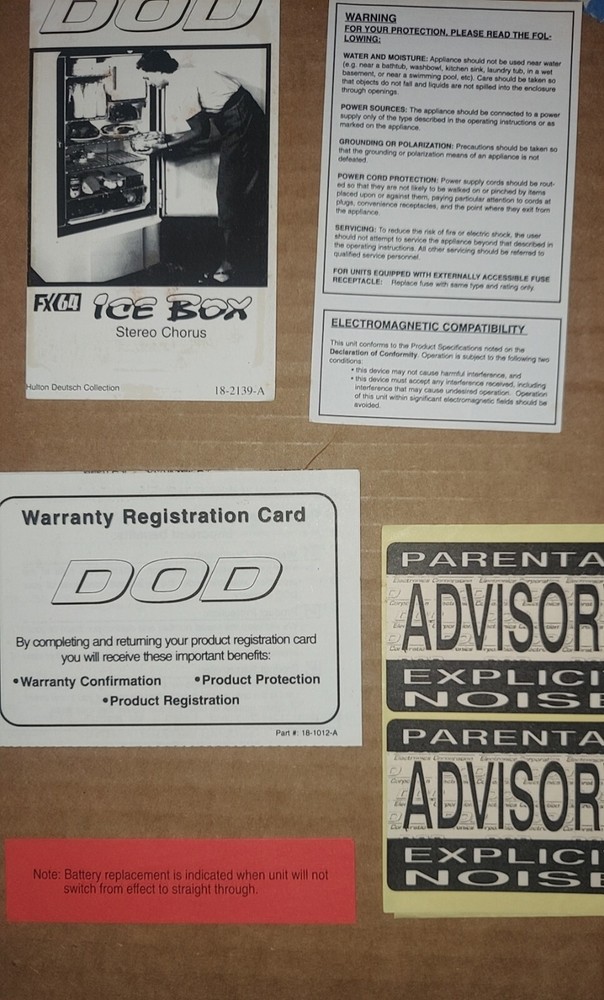 DOD
FX64 ICE BOX
Stereo Chorus
Hulton Deutsch Collection
18-2139-A
WARNING
FOR YOUR PROTECTION, PLEASE READ THE FOL-
LOWING:
WATER AND MOISTURE: Appliance should not be used near water
(e.g. near a bathtub, washbowl, kitchen sink, laundry tub, in a wet
basement, or near a swimming pool, etc). Care should be taken so
that objects do not fall and liquids are not spilled into the enclosure
through openings.
POWER SOURCES: The appliance should be connected to a power
supply only of the type described in the operating instructions or as
marked on the appliance.
GROUNDING OR POLARIZATION: Precautions should be taken so
that the grounding or polarization means of an appliance is not
defeated.
POWER CORD PROTECTION: Power supply cords should be rout-
ed so that they are not likely to be walked on or pinched by items
placed upon or against them, paying particular attention to cords at
plugs, convenience receptacles, and the point where they exit from
the appliance.
SERVICING: To reduce the risk of fire or electric shock, the user
should not attempt to service the appliance beyond that described in
the operating instructions. All other servicing should be referred to
qualified service personnel.
FOR UNITS EQUIPPED WITH EXTERNALLY ACCESSIBLE FUSE
RECEPTACLE: Replace fuse with same type and rating only.
ELECTROMAGNETIC COMPATIBILITY
This unit conforms to the Product Specifications noted on the
Declaration of Conformity. Operation is subject to the following two
conditions:
• this device may not cause harmful interference, and
• this device must accept any interference received, including
interference that may cause undesired operation. Operation
of this unit within significant electromagnetic fields should be
avoided.
Warranty Registration Card
DOD
By completing and returning your product registration card
you will receive these important benefits:
•Warranty Confirmation •Product Protection
•Product Registration
Part #: 18-1012-A
PARENTA
ADVISOR
EXPLICI
NOISE
PARENTA
ADVISOR
EXPLICI
NOISE
Note: Battery replacement is indicated when unit will not
switch from effect to straight through.